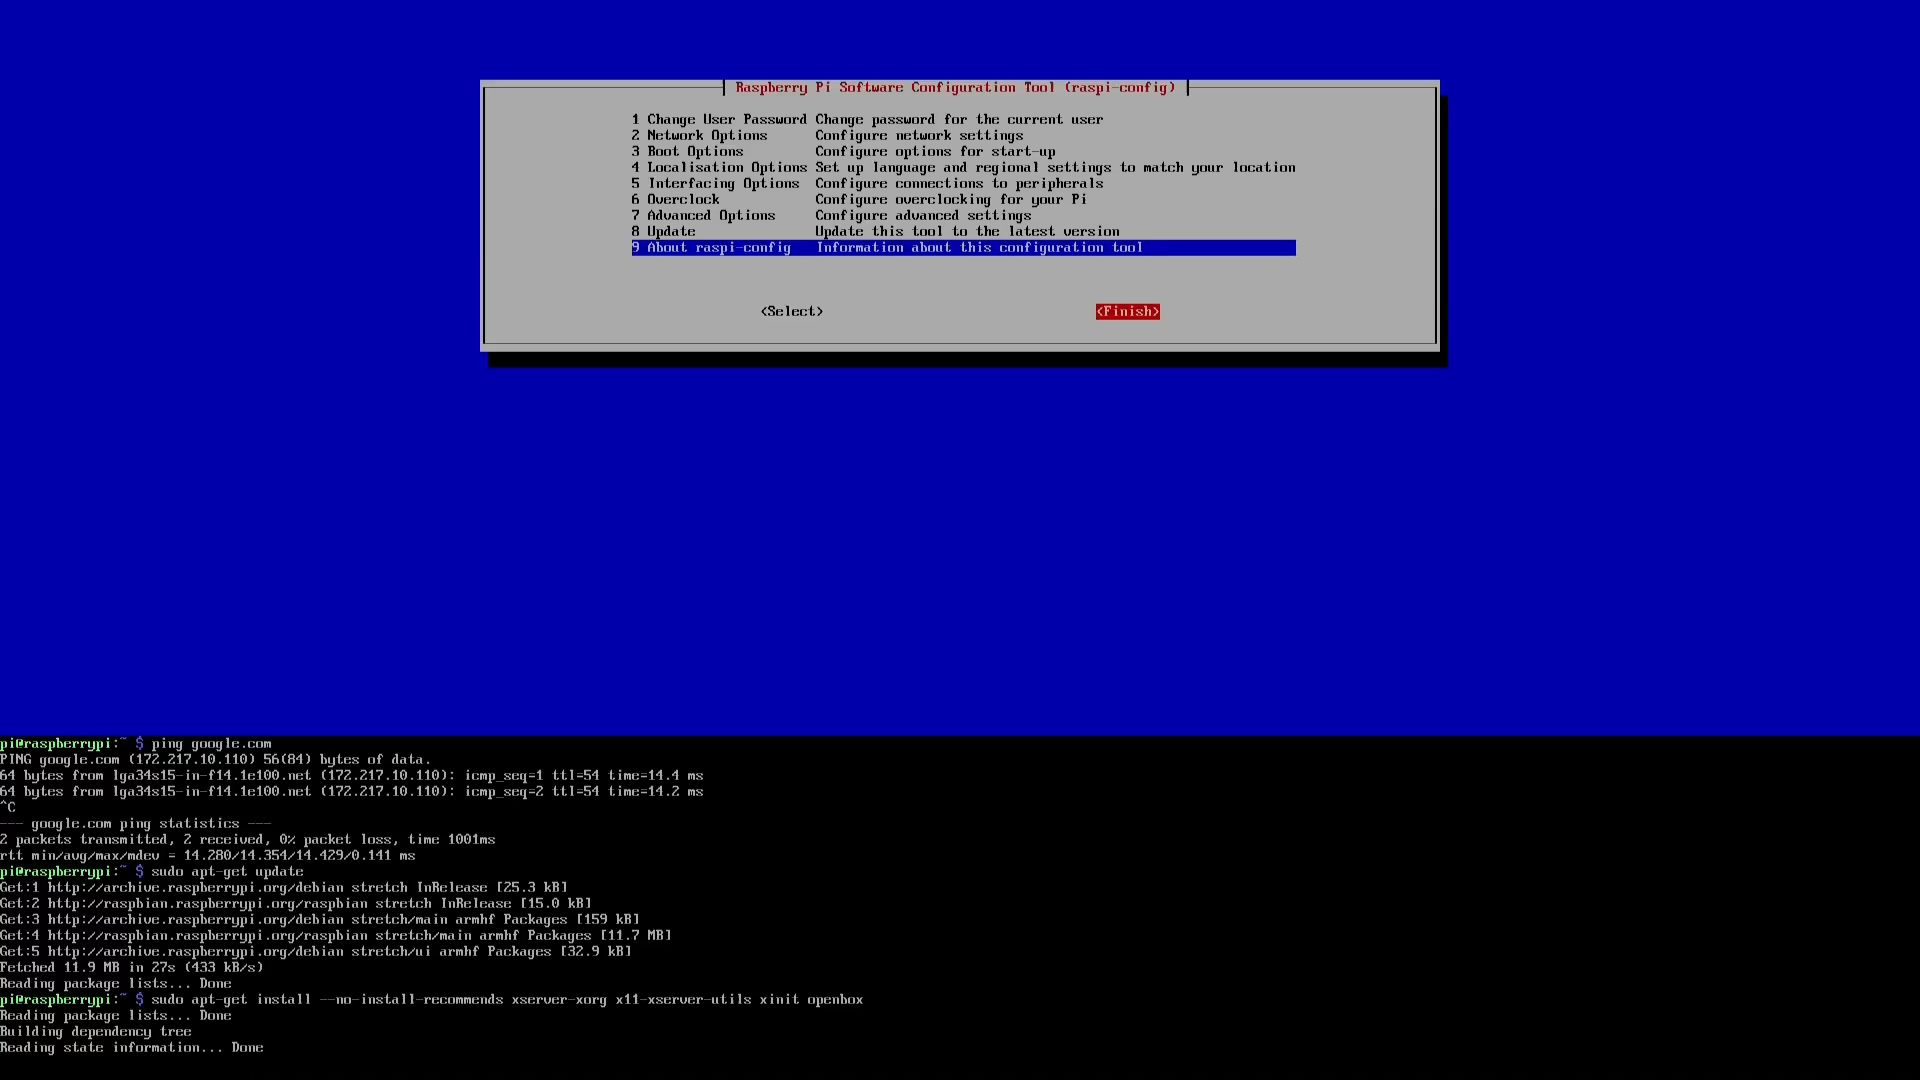 Raspberry Pi Software Configuration Tool (raspi-config)
1 Change User Password Change password for the current user
2 Network Options Configure network settings
3 Boot Options Configure options for start-up
4 Localisation Options Set up language and regional settings to match your location
5 Interfacing Options Configure connections to peripherals
6 Overclock Configure overclocking for your Pi
7 Advanced Options Configure advanced settings
8 Update Update this tool to the latest version
9 About raspi-config Information about this configuration tool
<Select> <Finish>
pi@raspberrypi:~ $ ping google.com
PING google.com (172.217.10.110) 56(84) bytes of data.
64 bytes from lga34s15-in-f14.1e100.net (172.217.10.110): icmp_seq=1 ttl=54 time=14.4 ms
64 bytes from lga34s15-in-f14.1e100.net (172.217.10.110): icmp_seq=2 ttl=54 time=14.2 ms
^C
--- google.com ping statistics ---
2 packets transmitted, 2 received, 0% packet loss, time 1001ms
rtt min/avg/max/mdev = 14.280/14.354/14.429/0.141 ms
pi@raspberrypi:~ $ sudo apt-get update
Get:1 http://archive.raspberrypi.org/debian stretch InRelease [25.3 kB]
Get:2 http://raspbian.raspberrypi.org/raspbian stretch InRelease [15.0 kB]
Get:3 http://archive.raspberrypi.org/debian stretch/main armhf Packages [159 kB]
Get:4 http://raspbian.raspberrypi.org/raspbian stretch/main armhf Packages [11.7 MB]
Get:5 http://archive.raspberrypi.org/debian stretch/ui armhf Packages [32.9 kB]
Fetched 11.9 MB in 27s (433 kB/s)
Reading package lists... Done
pi@raspberrypi:~ $ sudo apt-get install --no-install-recommends xserver-xorg x11-xserver-utils xinit openbox
Reading package lists... Done
Building dependency tree
Reading state information... Done